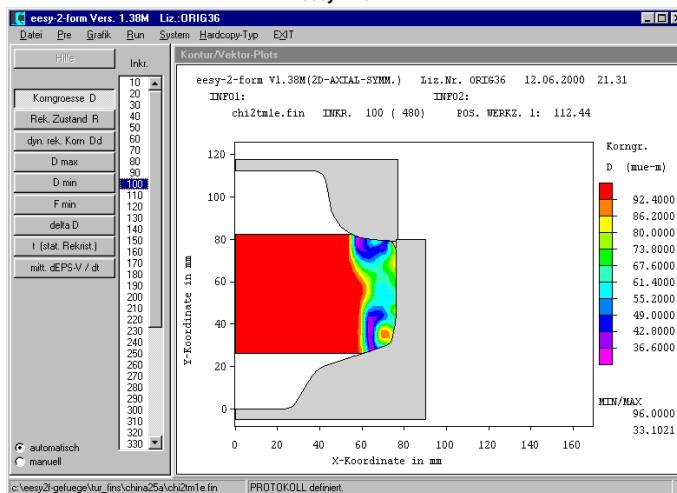 eesy-2-form Vers. 1.38M Liz.:ORIG36
Datei Pre Grafik Run System Hardcopy-Typ EXIT
Hilfe
Inkr.
Korngroesse D
Rek. Zustand R
dyn. rek. Korn Dd
D max
D min
F min
delta D
t (stat. Rekrist.)
mitt. dEPS-V / dt
10
20
30
40
50
60
70
80
90
100
110
120
130
140
150
160
170
180
190
200
210
220
230
240
250
260
270
280
290
300
310
320
330
automatisch
manuell
Kontur/Vektor-Plots
eesy-2-form V1.38M(2D-AXIAL-SYMM.) Liz.Nr. ORIG36 12.06.2000 21.31
INFO1: INFO2:
chi2tm1e.fin INKR. 100 ( 480) POS. WERKZ. 1: 112.44
Korngr.
D (mue-m)
92.4000
86.2000
80.0000
73.8000
67.6000
61.4000
55.2000
49.0000
42.8000
36.6000
MIN/MAX
96.0000
33.1021
Y-Koordinate in mm
120
100
80
60
40
20
0
0 20 40 60 80 100 120 140 160
X-Koordinate in mm
c:\eesy2f-gefuege\tur_fins\china25a\chi2tm1e.fin PROTOKOLL definiert.